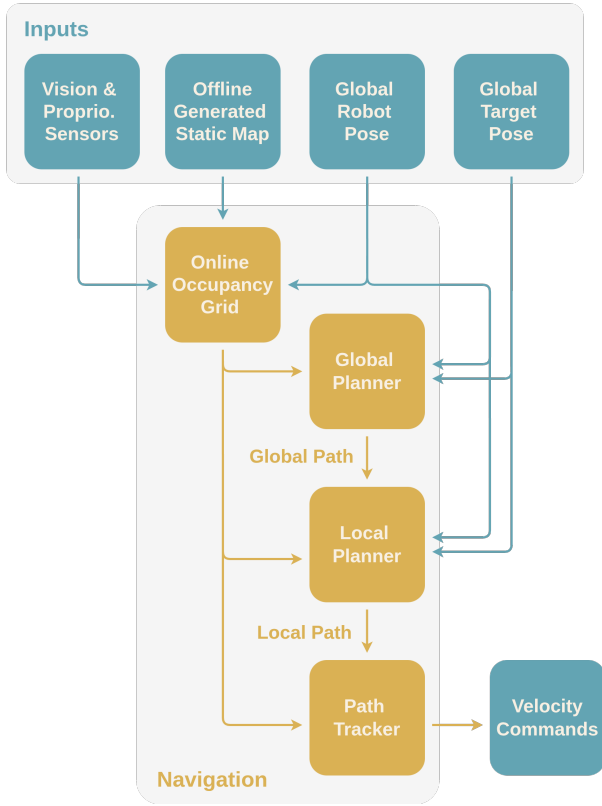 Inputs
Vision &
Proprio.
Sensors
Offline
Generated
Static Map
Global
Robot
Pose
Global
Target
Pose
Online
Occupancy
Grid
Global
Planner
Global Path
Local
Planner
Local Path
Path
Tracker
Velocity
Commands
Navigation